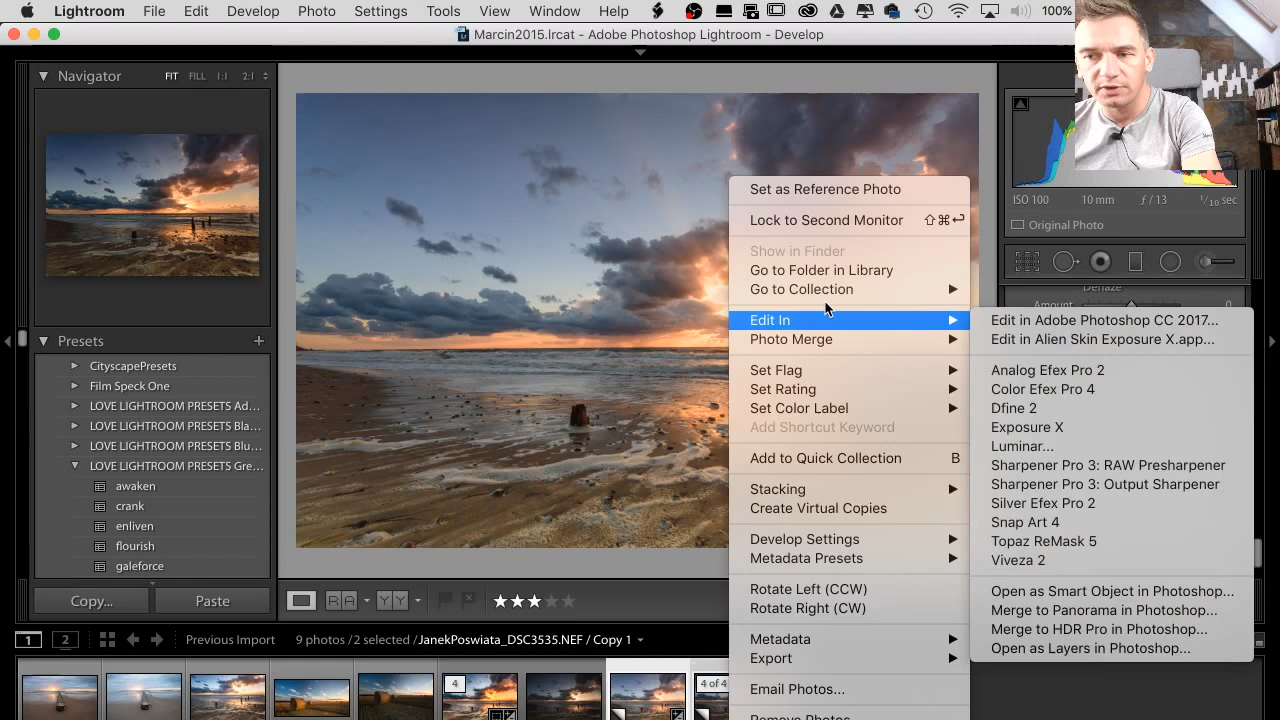 Lightroom File Edit Develop Photo Settings Tools View Window Help 100%
Marcin2015.lrcat - Adobe Photoshop Lightroom - Develop
Navigator FIT FILL 1:1 2:1
Presets +
CityscapePresets
Film Speck One
LOVE LIGHTROOM PRESETS Ad...
LOVE LIGHTROOM PRESETS Bla...
LOVE LIGHTROOM PRESETS Blu...
LOVE LIGHTROOM PRESETS Gre...
awaken
crank
enliven
flourish
galeforce
Copy... Paste
R A Y Y
Set as Reference Photo
Lock to Second Monitor ⇧⌘↩
Show in Finder
Go to Folder in Library
Go to Collection
Edit In
Photo Merge
Set Flag
Set Rating
Set Color Label
Add Shortcut Keyword
Add to Quick Collection B
Stacking
Create Virtual Copies
Develop Settings
Metadata Presets
Rotate Left (CCW)
Rotate Right (CW)
Metadata
Export
Email Photos...
Remove Photos
Edit in Adobe Photoshop CC 2017...
Edit in Alien Skin Exposure X.app...
Analog Efex Pro 2
Color Efex Pro 4
Dfine 2
Exposure X
Luminar...
Sharpener Pro 3: RAW Presharpener
Sharpener Pro 3: Output Sharpener
Silver Efex Pro 2
Snap Art 4
Topaz ReMask 5
Viveza 2
Open as Smart Object in Photoshop...
Merge to Panorama in Photoshop...
Merge to HDR Pro in Photoshop...
Open as Layers in Photoshop...
ISO 100 10 mm ƒ / 13 1/10 sec
Original Photo
Dehaze
Amount 0
1 2 Previous Import 9 photos /2 selected /JanekPoswiata_DSC3535.NEF / Copy 1
4
4 of 4